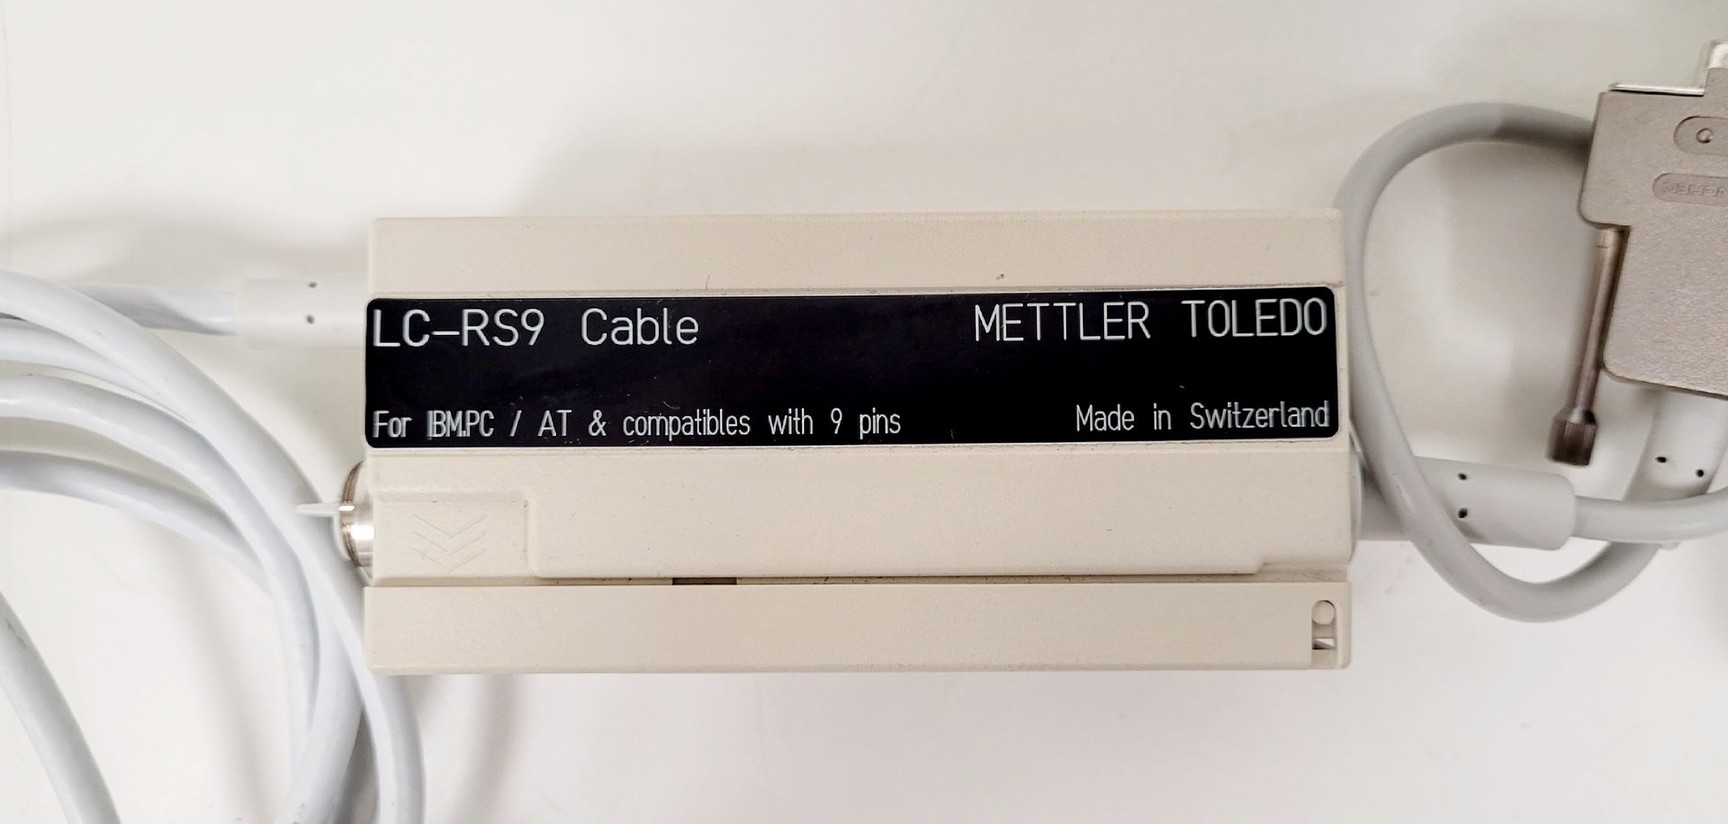 LC-RS9 Cable METTLER TOLEDO
For IBM.PC / AT & compatibles with 9 pins Made in Switzerland